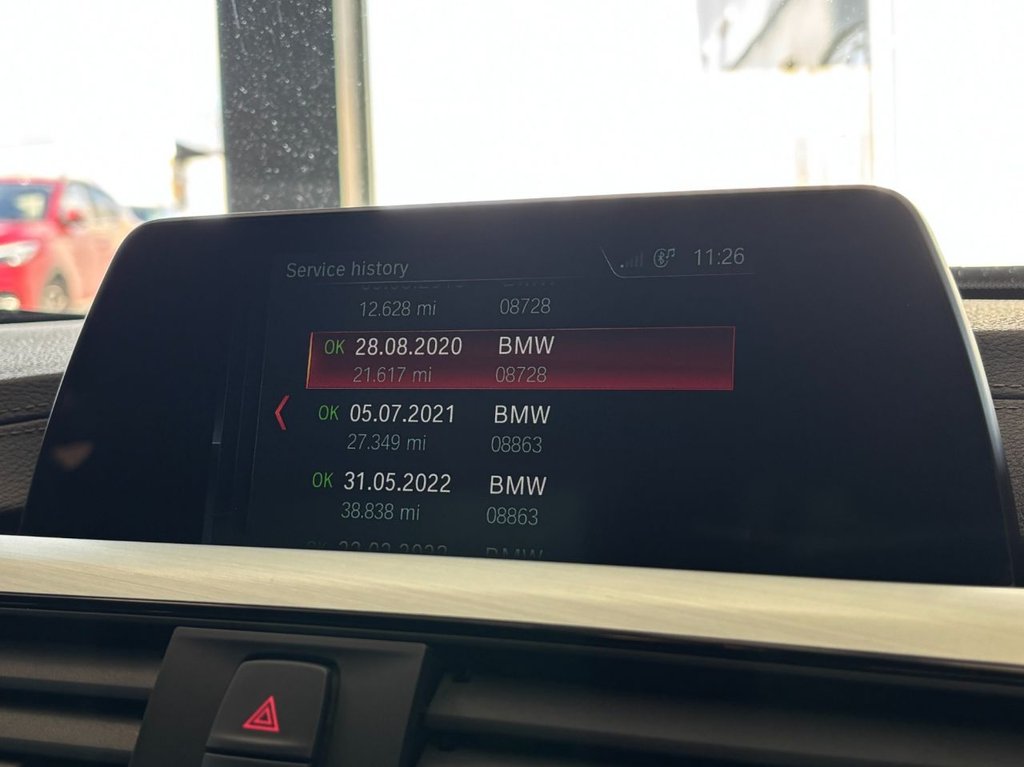 Service history 11:26
12.628 mi 08728
OK 28.08.2020 BMW
21.617 mi 08728
OK 05.07.2021 BMW
27.349 mi 08863
OK 31.05.2022 BMW
38.838 mi 08863
BMW